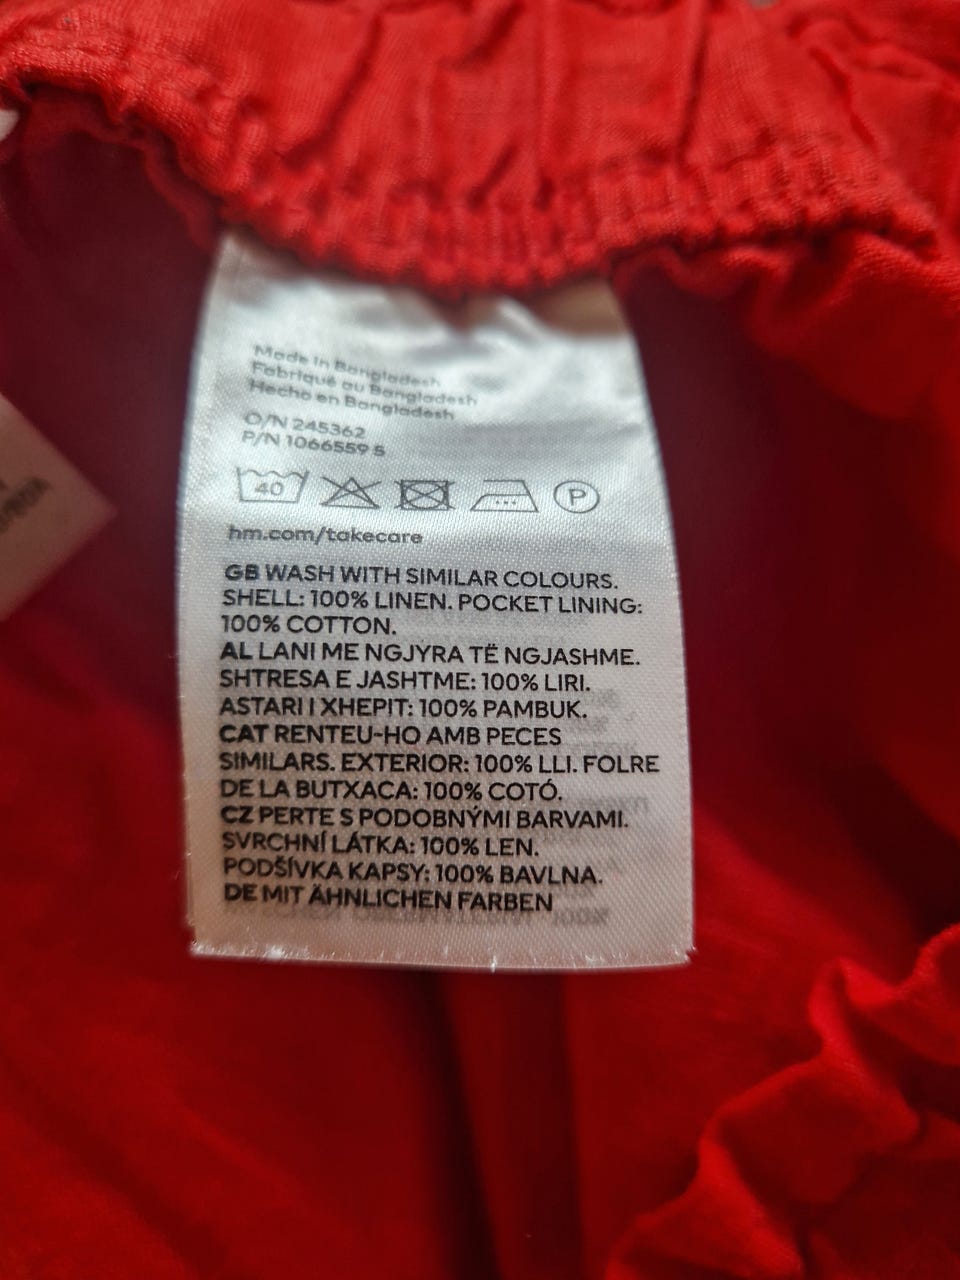 Made in Bangladesh
Fabriqué au Bangladesh
Hecho en Bangladesh
O/N 245362
P/N 1066559 S
40 P
hm.com/takecare
GB WASH WITH SIMILAR COLOURS.
SHELL: 100% LINEN. POCKET LINING:
100% COTTON.
AL LANI ME NGJYRA TË NGJASHME.
SHTRESA E JASHTME: 100% LIRI.
ASTARI I XHEPIT: 100% PAMBUK.
CAT RENTEU-HO AMB PECES
SIMILARS. EXTERIOR: 100% LLI. FOLRE
DE LA BUTXACA: 100% COTÓ.
CZ PERTE S PODOBNÝMI BARVAMI.
SVRCHNÍ LÁTKA: 100% LEN.
PODŠÍVKA KAPSY: 100% BAVLNA.
DE MIT ÄHNLICHEN FARBEN